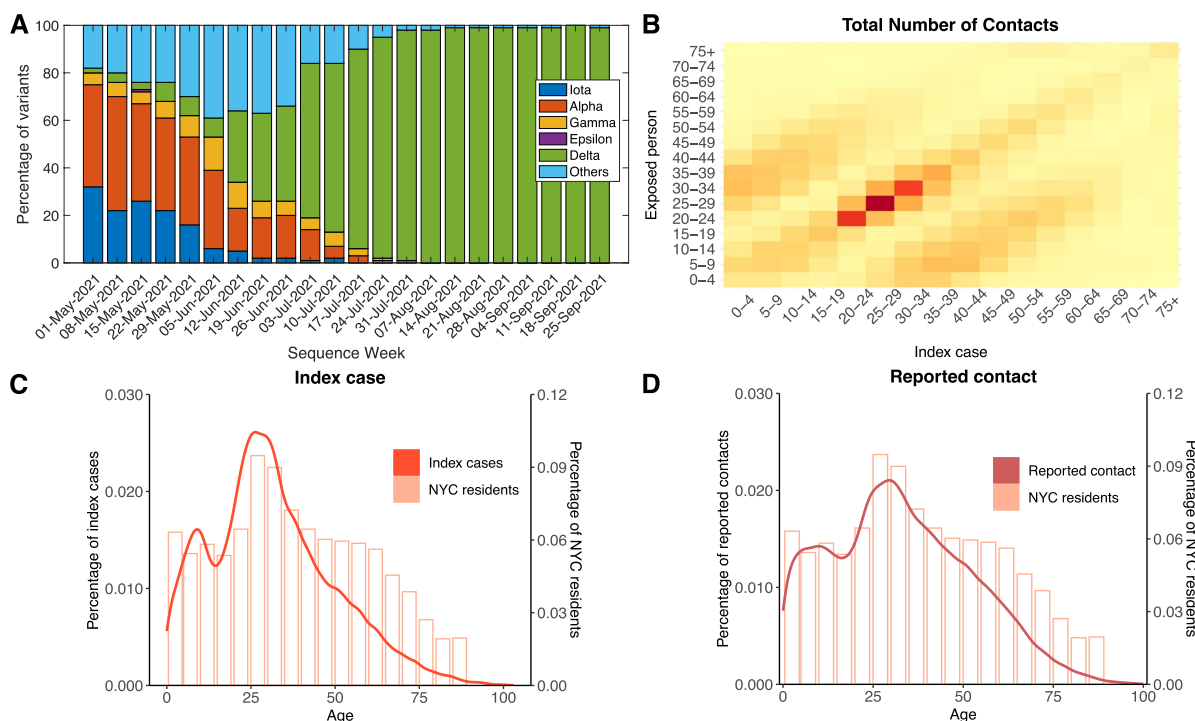 A
Percentage of variants
100
80
60
40
20
0
Iota
Alpha
Gamma
Epsilon
Delta
Others
01-May-2021
08-May-2021
15-May-2021
22-May-2021
29-May-2021
05-Jun-2021
12-Jun-2021
19-Jun-2021
26-Jun-2021
03-Jul-2021
10-Jul-2021
17-Jul-2021
24-Jul-2021
31-Jul-2021
07-Aug-2021
14-Aug-2021
21-Aug-2021
28-Aug-2021
04-Sep-2021
11-Sep-2021
18-Sep-2021
25-Sep-2021
Sequence Week
B
Total Number of Contacts
Exposed person
75+
70−74
65−69
60−64
55−59
50−54
45−49
40−44
35−39
30−34
25−29
20−24
15−19
10−14
5−9
0−4
0−4
5−9
10−14
15−19
20−24
25−29
30−34
35−39
40−44
45−49
50−54
55−59
60−64
65−69
70−74
75+
Index case
C
Index case
Percentage of index cases
0.030
0.020
0.010
0.000
Index cases
NYC residents
0.12
0.09
0.06
0.03
0.00
Percentage of NYC residents
0
25
50
75
100
Age
D
Reported contact
Percentage of reported contacts
0.030
0.020
0.010
0.000
Reported contact
NYC residents
0.12
0.09
0.06
0.03
0.00
Percentage of NYC residents
0
25
50
75
100
Age